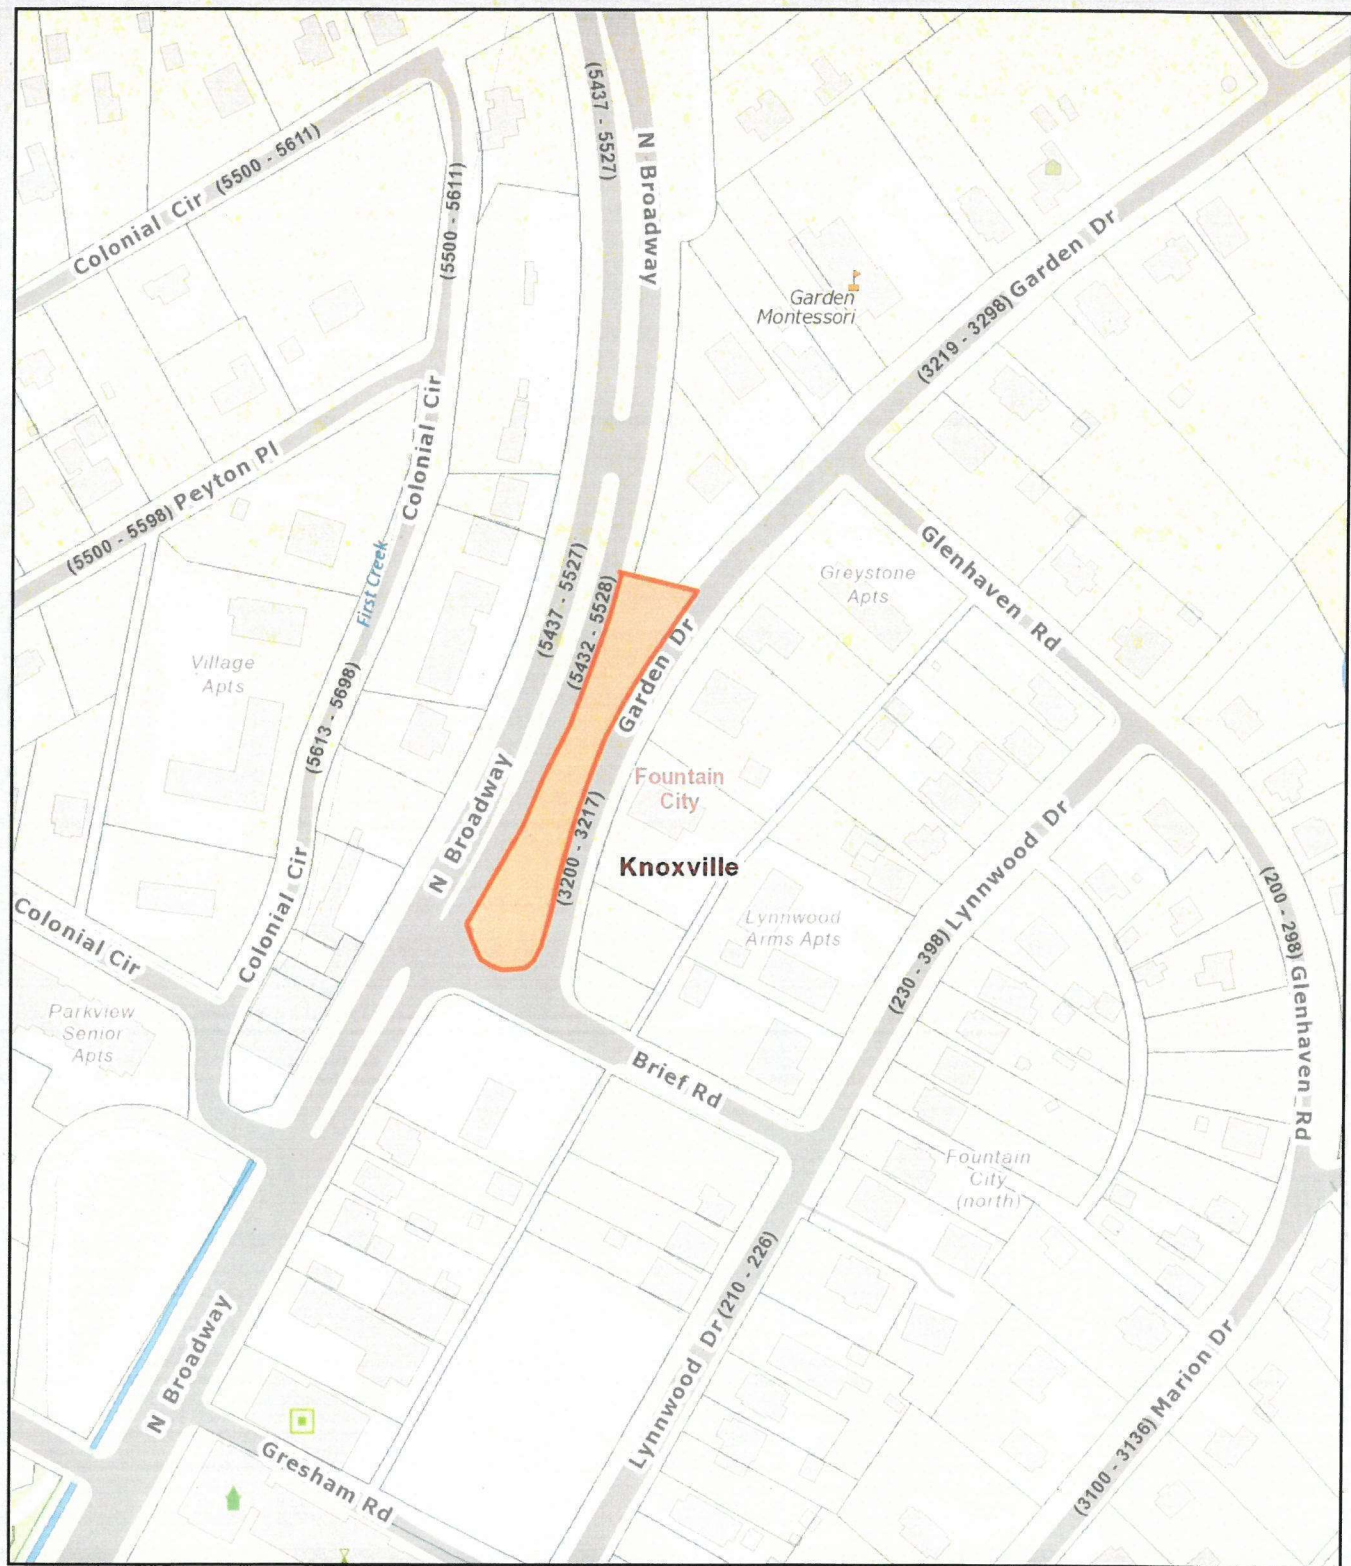 (5437 - 5527)
N Broadway
Colonial Cir (5500 - 5611)
(5500 - 5611)
(3219 - 3298) Garden Dr
Garden
Montessori
Colonial Cir
(5500 - 5598) Peyton Pl
First Creek
(5437 - 5527)
(5432 - 5528)
Greystone
Apts
Glenhaven Rd
Village
Apts
(5613 - 5698)
Garden Dr
Fountain
City
(3200 - 3217)
N Broadway
Knoxville
(230 - 398) Lynnwood Dr
(200 - 298) Glenhaven Rd
Colonial Cir
Colonial Cir
Lynnwood
Arms Apts
Parkview
Senior
Apts
Brief Rd
Fountain
City
(north)
N Broadway
Lynnwood Dr (210 - 226)
(3100 - 3136) Marion Dr
Gresham Rd